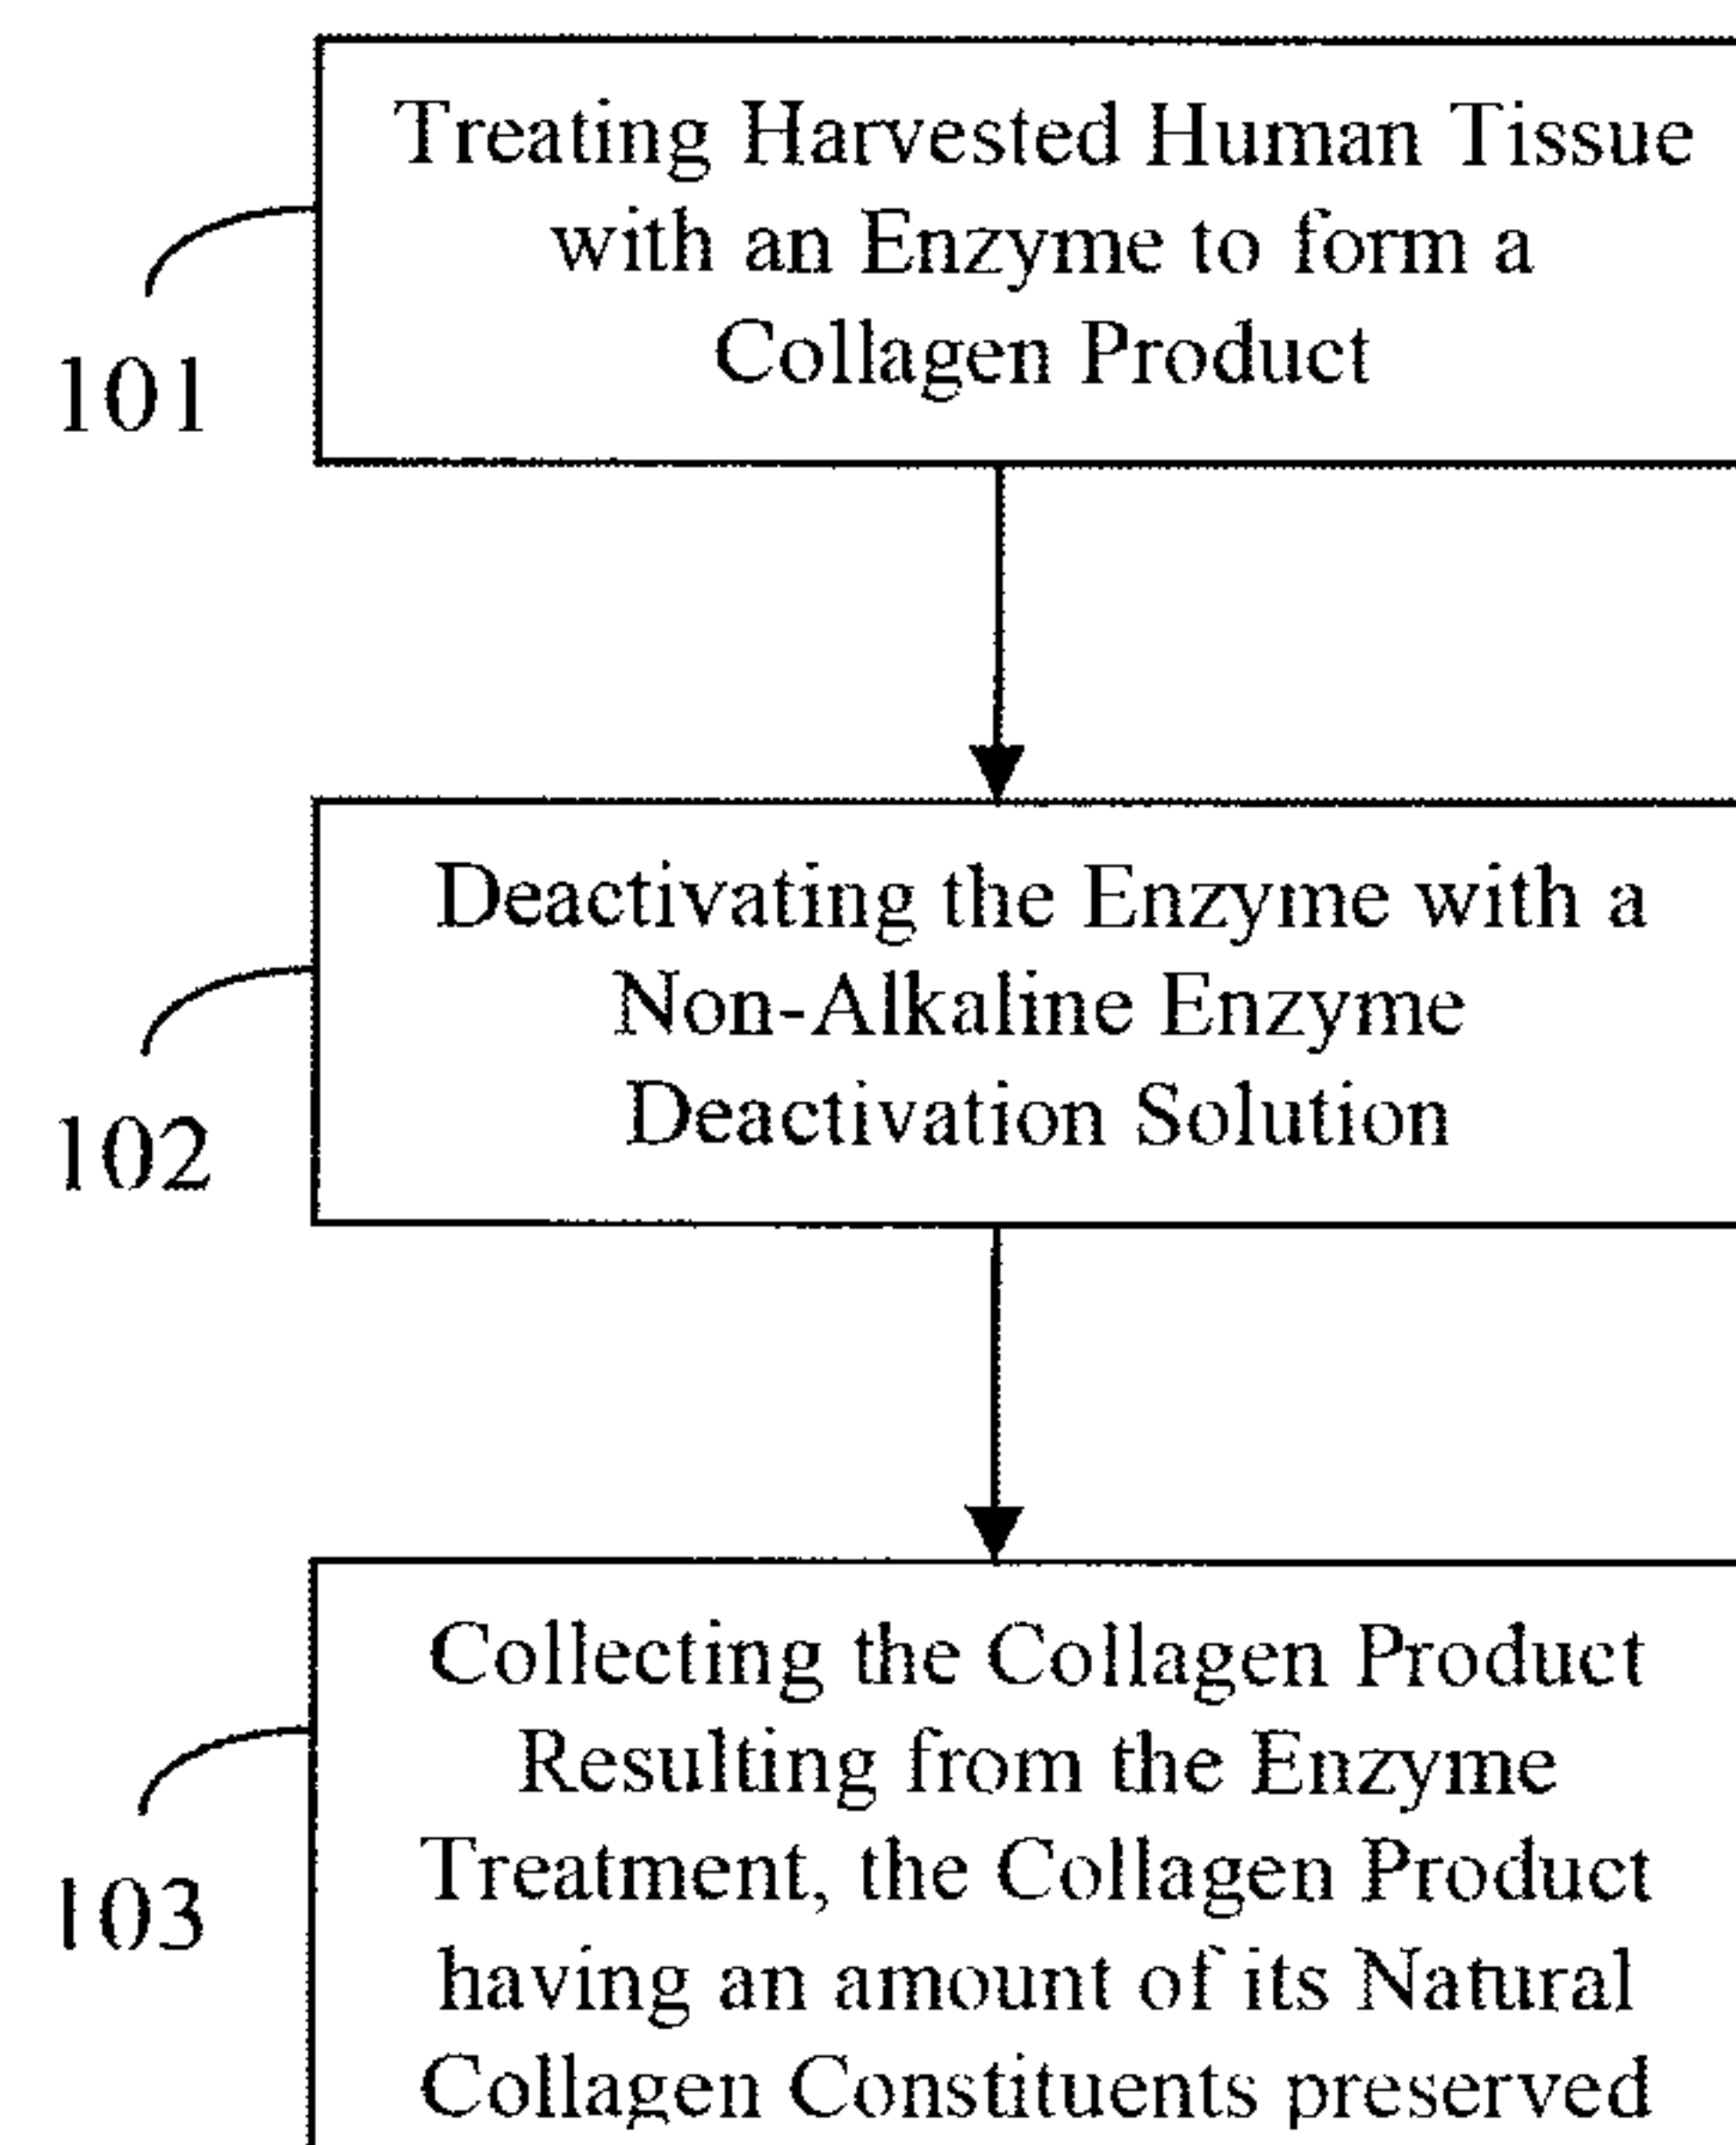 Treating Harvested Human Tissue
with an Enzyme to form a
Collagen Product
101
Deactivating the Enzyme with a
Non-Alkaline Enzyme
Deactivation Solution
102
Collecting the Collagen Product
Resulting from the Enzyme
Treatment, the Collagen Product
having an amount of its Natural
Collagen Constituents preserved
103